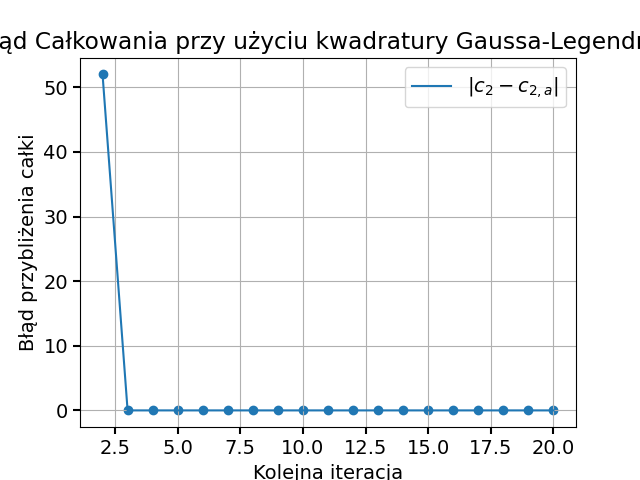 ąd Całkowania przy użyciu kwadratury Gaussa-Legendr
|c₂ − c₂,ₐ|
Błąd przybliżenia całki
50
40
30
20
10
0
2.5 5.0 7.5 10.0 12.5 15.0 17.5 20.0
Kolejna iteracja